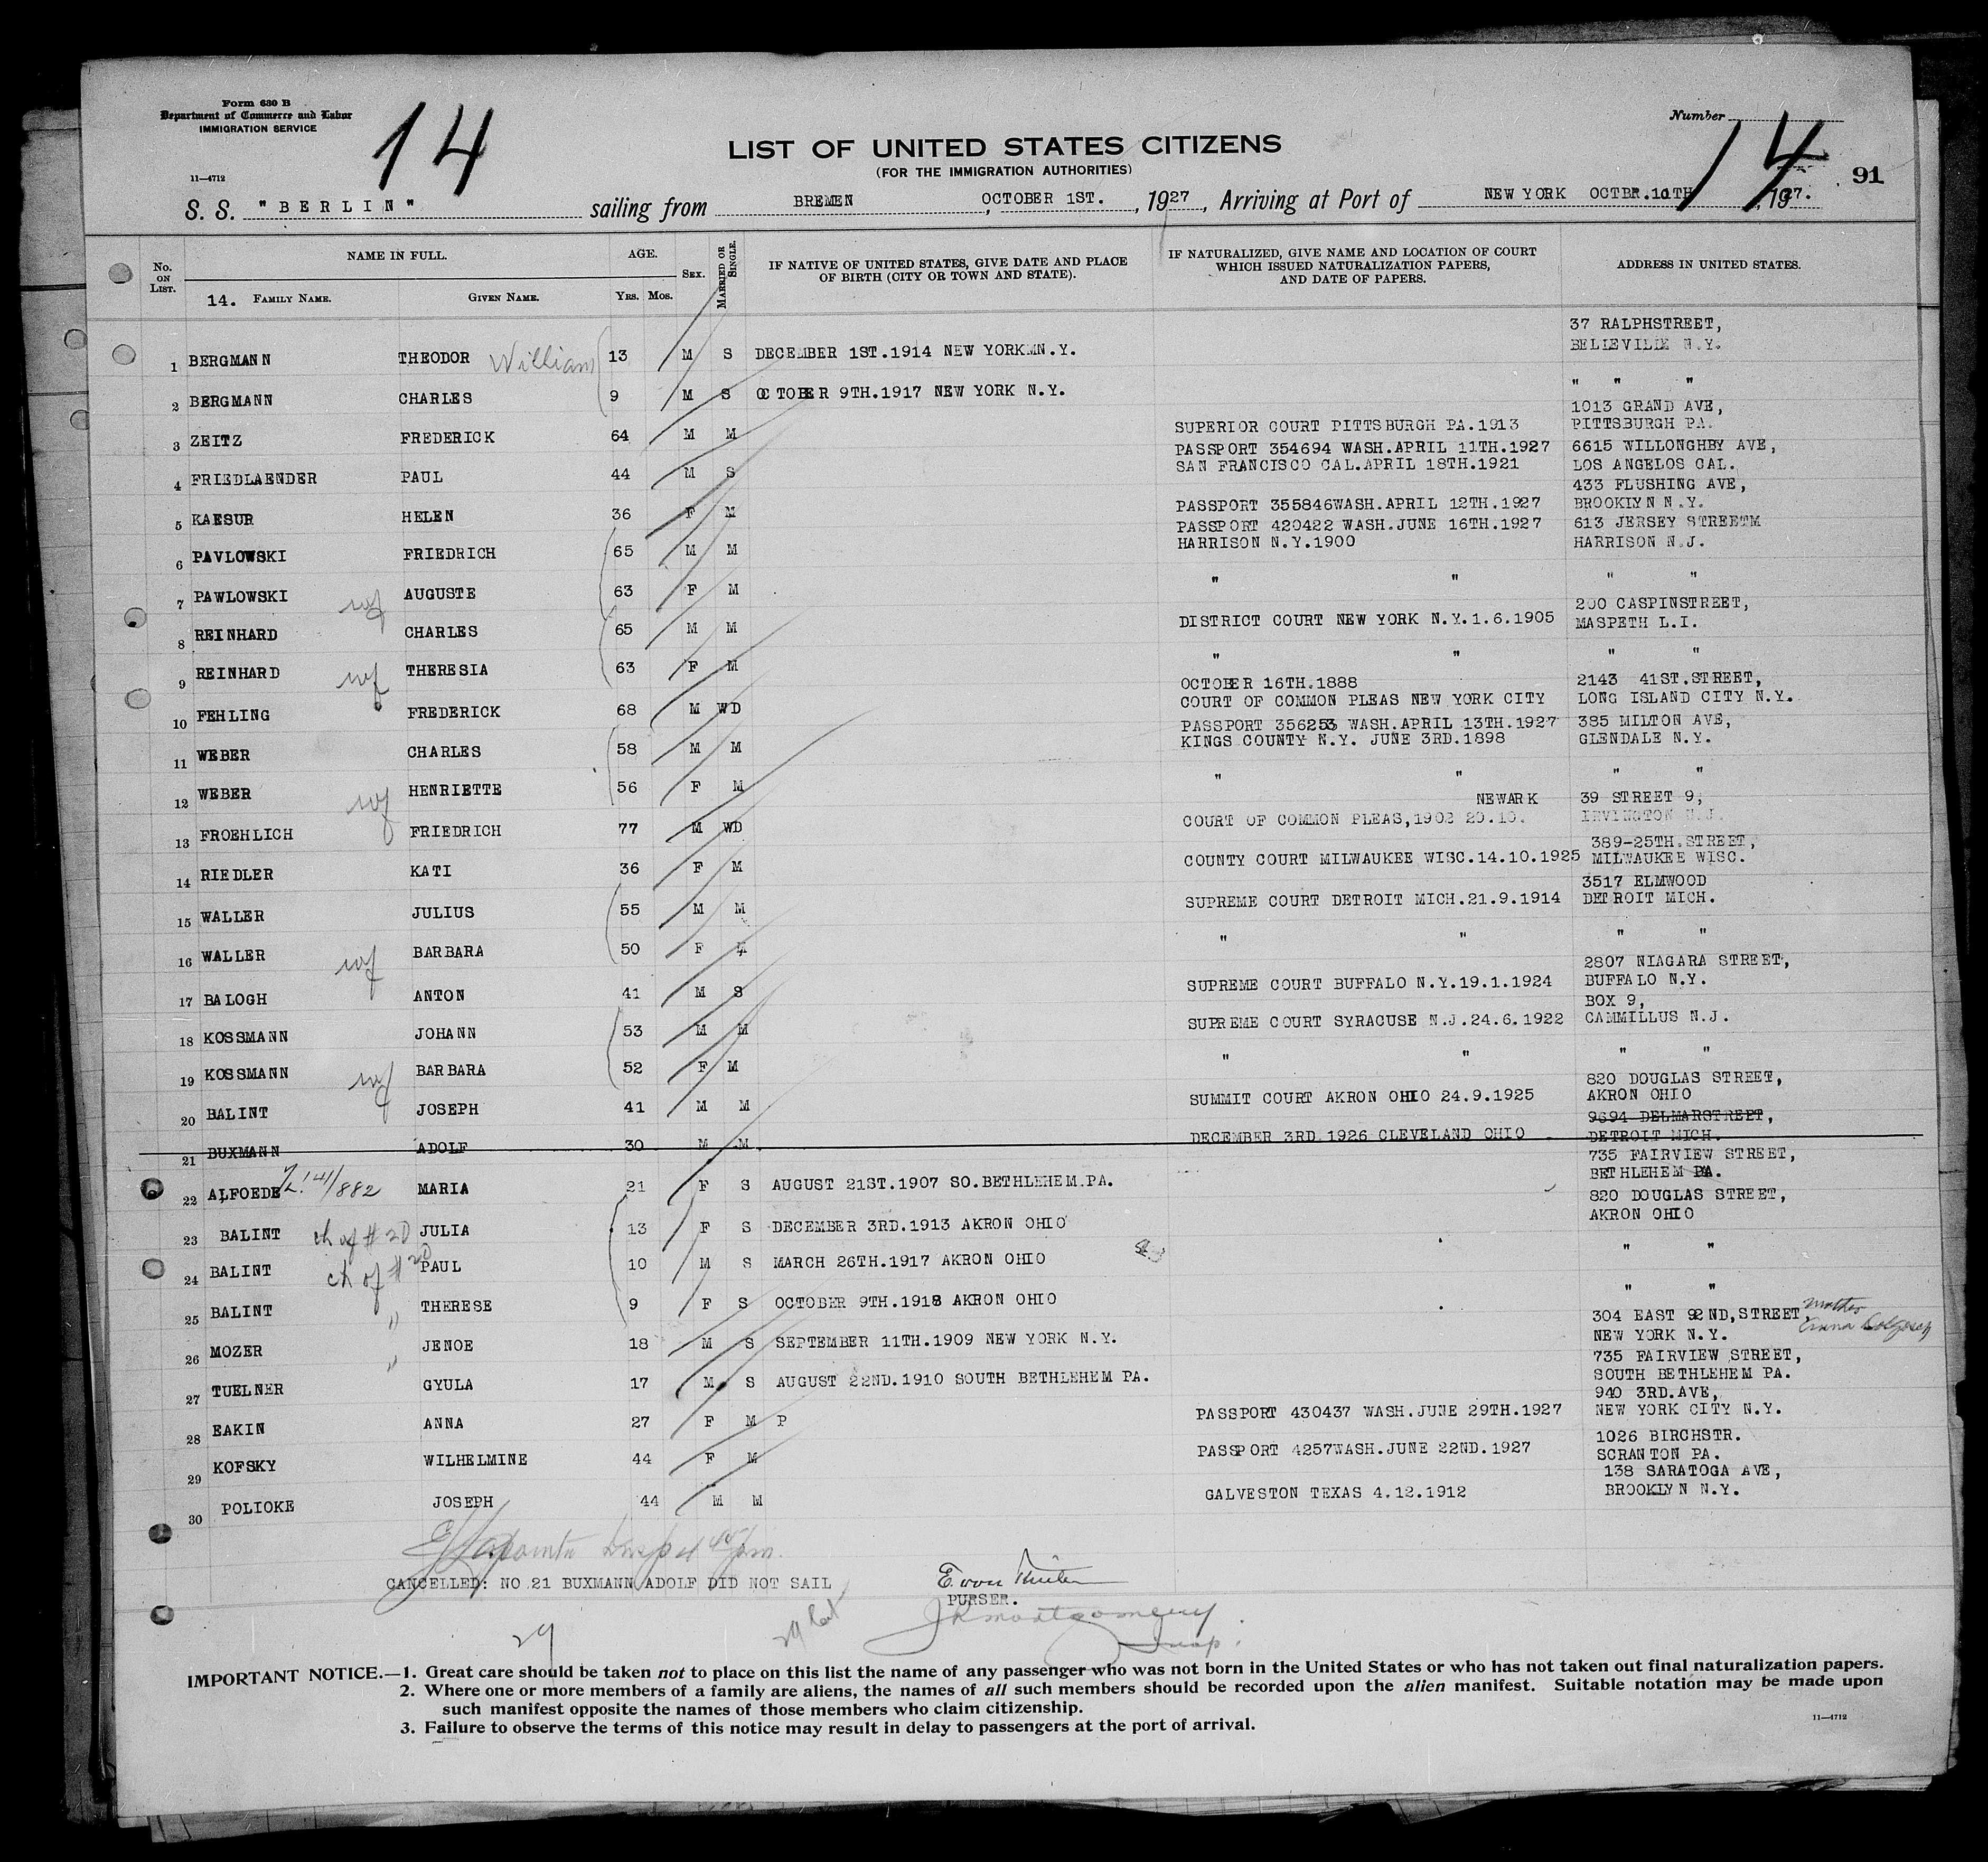 Form 630 B
Department of Commerce and Labor
IMMIGRATION SERVICE
11—4712
14
Number
14
91
LIST OF UNITED STATES CITIZENS
(FOR THE IMMIGRATION AUTHORITIES)
S. S. "BERLIN" sailing from BREMEN , OCTOBER 1ST. , 1927 , Arriving at Port of NEW YORK OCTBR. TH , 1927.
No. ON LIST. NAME IN FULL. AGE. SEX. MARRIED OR SINGLE. IF NATIVE OF UNITED STATES, GIVE DATE AND PLACE OF BIRTH (CITY OR TOWN AND STATE). IF NATURALIZED, GIVE NAME AND LOCATION OF COURT WHICH ISSUED NATURALIZATION PAPERS, AND DATE OF PAPERS. ADDRESS IN UNITED STATES.
14. FAMILY NAME. GIVEN NAME. YRS. MOS.
1 BERGMANN THEODOR William 13 M S DECEMBER 1ST.1914 NEW YORKMN.Y. 37 RALPHSTREET, BELLEVILLE N.Y.
2 BERGMANN CHARLES 9 M S OCTOBER 9TH.1917 NEW YORK N.Y. " " "
3 ZEITZ FREDERICK 64 M M SUPERIOR COURT PITTSBURGH PA.1913 1013 GRAND AVE, PITTSBURGH PA.
4 FRIEDLAENDER PAUL 44 M S PASSPORT 354694 WASH.APRIL 11TH.1927 SAN FRANCISCO CAL.APRIL 18TH.1921 6615 WILLONGHBY AVE, LOS ANGELOS CAL.
5 KAESUR HELEN 36 F M PASSPORT 355846WASH.APRIL 12TH.1927 433 FLUSHING AVE, BROOKLYN N.Y.
6 PAVLOWSKI FRIEDRICH 65 M M PASSPORT 420422 WASH.JUNE 16TH.1927 HARRISON N.Y.1900 613 JERSEY STREETM HARRISON N.J.
7 PAWLOWSKI wf AUGUSTE 63 F M " " " "
8 REINHARD CHARLES 65 M M DISTRICT COURT NEW YORK N.Y.1.6.1905 200 CASPINSTREET, MASPETH L.I.
9 REINHARD wf THERESIA 63 F M " " " "
10 FEHLING FREDERICK 68 M WD OCTOBER 16TH.1888 COURT OF COMMON PLEAS NEW YORK CITY 2143 41ST.STREET, LONG ISLAND CITY N.Y.
11 WEBER CHARLES 58 M M PASSPORT 356253 WASH.APRIL 13TH.1927 KINGS COUNTY N.Y. JUNE 3RD.1898 385 MILTON AVE, GLENDALE N.Y.
12 WEBER wf HENRIETTE 56 F M " " " "
13 FROEHLICH FRIEDRICH 77 M WD NEWARK COURT OF COMMON PLEAS,1902 20.10. 39 STREET 9, IRVINGTON N.J.
14 RIEDLER KATI 36 F M COUNTY COURT MILWAUKEE WISC.14.10.1925 389-25TH.STREET, MILWAUKEE WISC.
15 WALLER JULIUS 55 M M SUPREME COURT DETROIT MICH.21.9.1914 3517 ELMWOOD DETROIT MICH.
16 WALLER wf BARBARA 50 F M " " " "
17 BALOGH ANTON 41 M S SUPREME COURT BUFFALO N.Y.19.1.1924 2807 NIAGARA STREET, BUFFALO N.Y.
18 KOSSMANN JOHANN 53 M M SUPREME COURT SYRACUSE N.J.24.6.1922 BOX 9, CAMMILLUS N.J.
19 KOSSMANN wf BARBARA 52 F M " " " "
20 BALINT JOSEPH 41 M M SUMMIT COURT AKRON OHIO 24.9.1925 820 DOUGLAS STREET, AKRON OHIO
21 BUXMANN ADOLF 30 M M DECEMBER 3RD 1926 CLEVELAND OHIO 9694 DELMARSTREET, DETROIT MICH.
22 ALFOEDE MARIA 21 F S AUGUST 21ST.1907 SO.BETHLEHEM.PA. 735 FAIRVIEW STREET, BETHLEHEM PA.
23 BALINT ch of #20 JULIA 13 F S DECEMBER 3RD.1913 AKRON OHIO 820 DOUGLAS STREET, AKRON OHIO
24 BALINT ch of #20 PAUL 10 M S MARCH 26TH.1917 AKRON OHIO " "
25 BALINT " THERESE 9 F S OCTOBER 9TH.1918 AKRON OHIO " "
26 MOZER " JENOE 18 M S SEPTEMBER 11TH.1909 NEW YORK N.Y. 304 EAST 92ND,STREET, NEW YORK N.Y. mother Anna
27 TUELNER GYULA 17 M S AUGUST 22ND.1910 SOUTH BETHLEHEM PA. 735 FAIRVIEW STREET, SOUTH BETHLEHEM PA.
28 EAKIN ANNA 27 F M P PASSPORT 430437 WASH.JUNE 29TH.1927 940 3RD.AVE, NEW YORK CITY N.Y.
29 KOFSKY WILHELMINE 44 F M PASSPORT 4257WASH.JUNE 22ND.1927 1026 BIRCHSTR. SCRANTON PA.
30 POLIOKE JOSEPH 44 M M GALVESTON TEXAS 4.12.1912 138 SARATOGA AVE, BROOKLYN N.Y.
CANCELLED: NO 21 BUXMANN ADOLF DID NOT SAIL
PURSER.
JR Montgomery
Insp.
29
IMPORTANT NOTICE.—1. Great care should be taken not to place on this list the name of any passenger who was not born in the United States or who has not taken out final naturalization papers.
2. Where one or more members of a family are aliens, the names of all such members should be recorded upon the alien manifest. Suitable notation may be made upon
such manifest opposite the names of those members who claim citizenship.
3. Failure to observe the terms of this notice may result in delay to passengers at the port of arrival.
11—4712